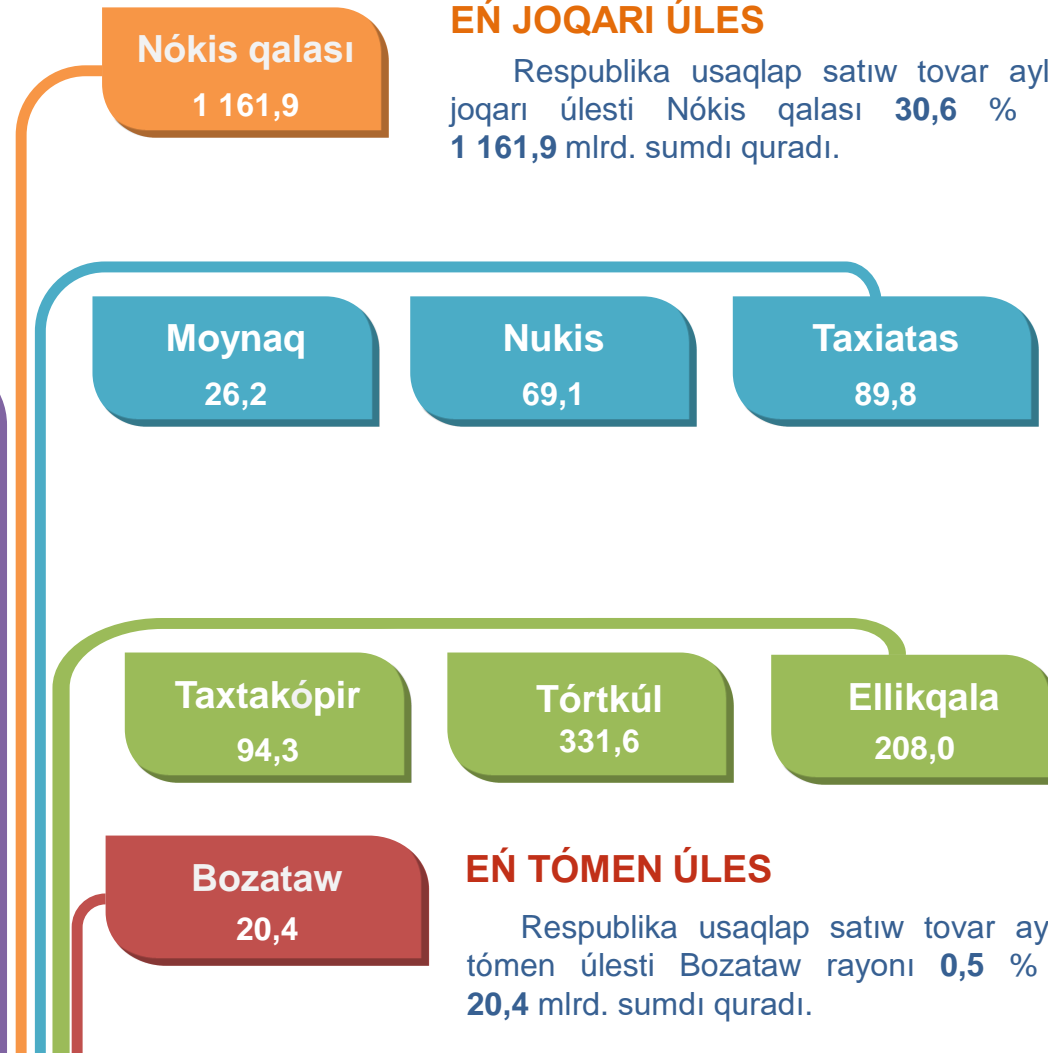 Nókis qalası
1 161,9
EŃ JOQARI ÚLES
Respublika usaqlap satıw tovar
joqarı úlesti Nókis qalası 30,6 %
1 161,9 mlrd. sumdı quradı.
Moynaq
26,2
Nukis
69,1
Taxiatas
89,8
Taxtakópir
94,3
Tórtkúl
331,6
Ellikqala
208,0
Bozataw
20,4
EŃ TÓMEN ÚLES
Respublika usaqlap satıw tovar
tómen úlesti Bozataw rayonı 0,5 %
20,4 mlrd. sumdı quradı.